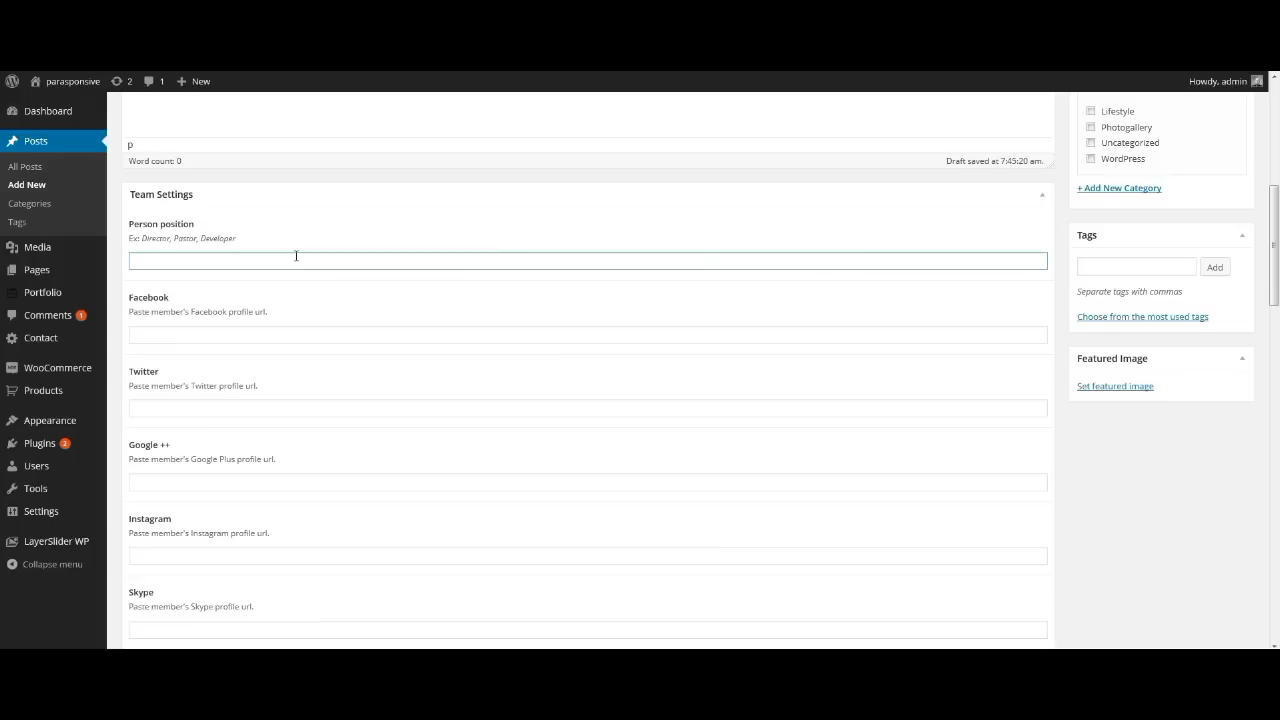 parasponsive 2 1 New Howdy, admin
Dashboard
Posts
All Posts
Add New
Categories
Tags
Media
Pages
Portfolio
Comments 1
Contact
WooCommerce
Products
Appearance
Plugins 2
Users
Tools
Settings
LayerSlider WP
Collapse menu
p
Word count: 0 Draft saved at 7:45:20 am.
Team Settings
Person position
Ex: Director, Pastor, Developer
Facebook
Paste member's Facebook profile url.
Twitter
Paste member's Twitter profile url.
Google ++
Paste member's Google Plus profile url.
Instagram
Paste member's Instagram profile url.
Skype
Paste member's Skype profile url.
Lifestyle
Photogallery
Uncategorized
WordPress
+ Add New Category
Tags
Add
Separate tags with commas
Choose from the most used tags
Featured Image
Set featured image